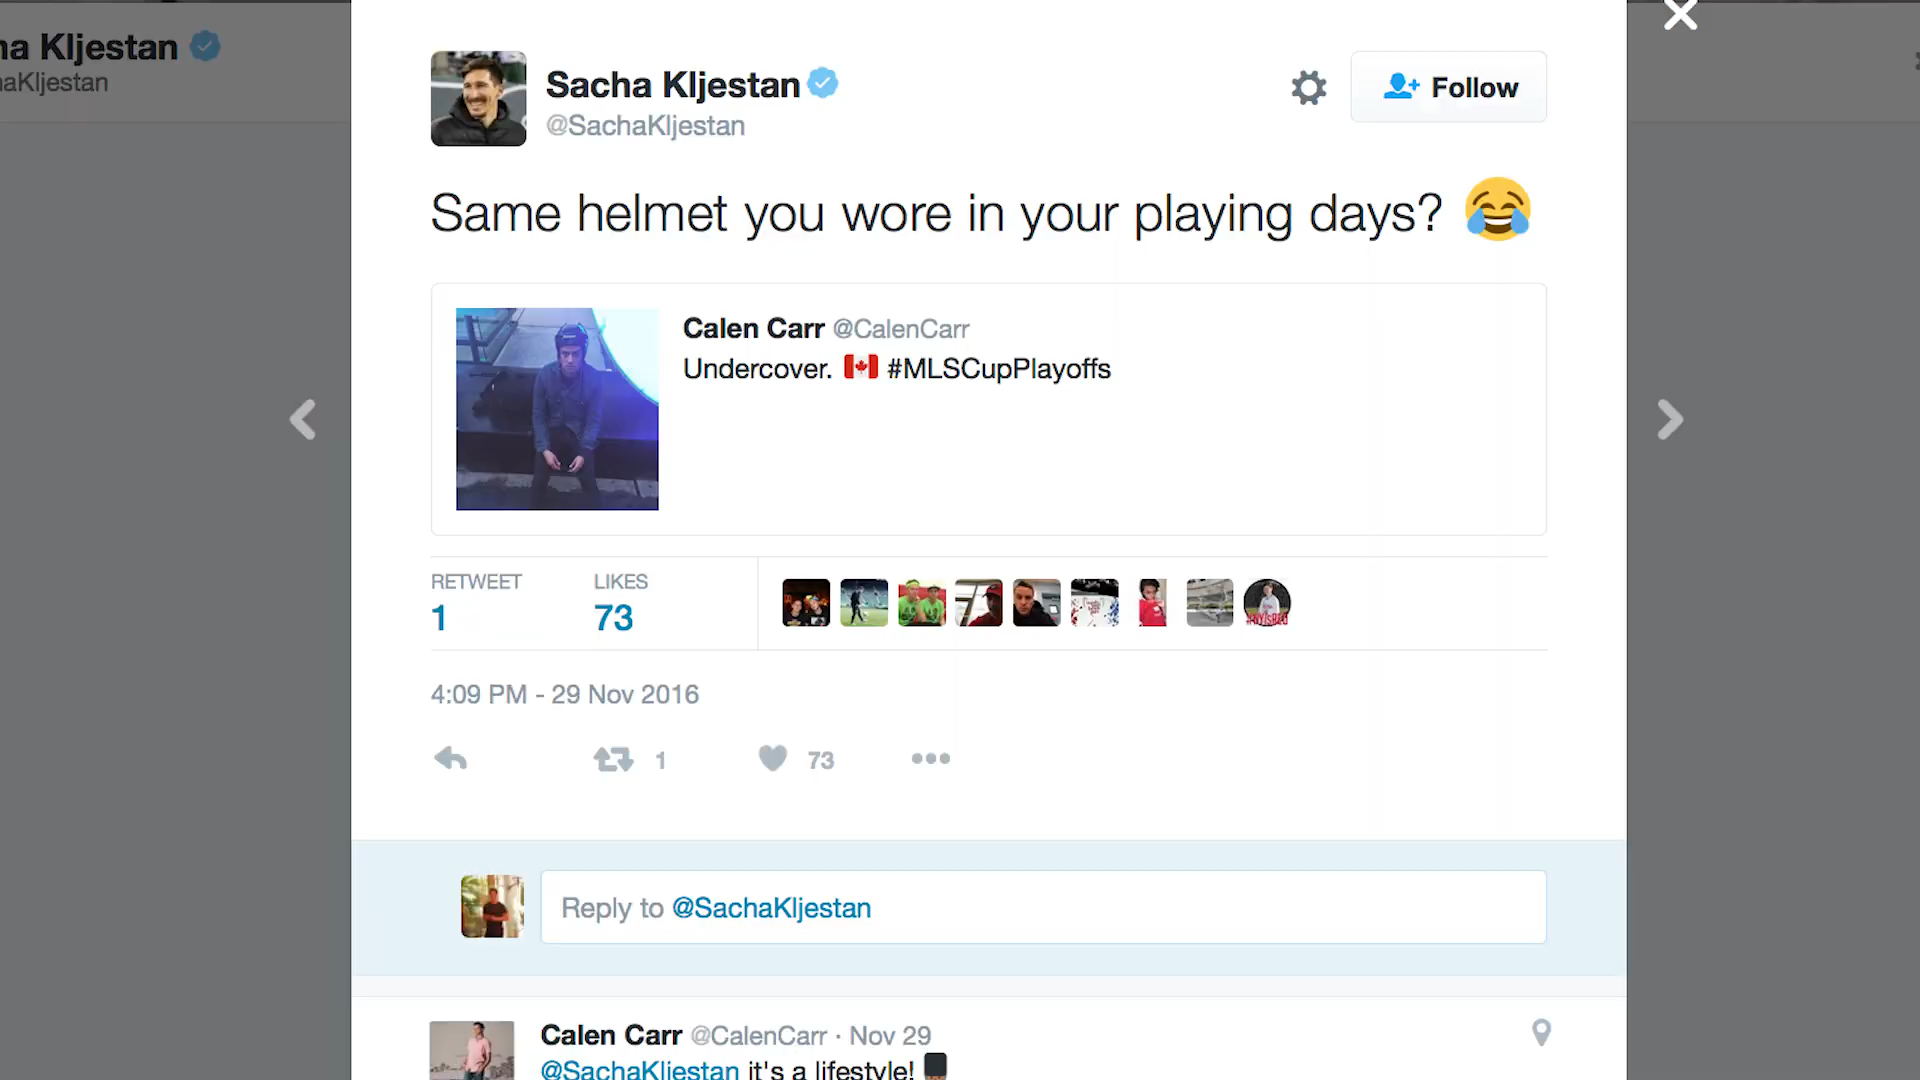 na Kljestan
aKljestan
Sacha Kljestan
@SachaKljestan
Follow
Same helmet you wore in your playing days? 😂
Calen Carr @CalenCarr
Undercover. 🇨🇦 #MLSCupPlayoffs
RETWEET LIKES
1 73
4:09 PM - 29 Nov 2016
1 73
Reply to @SachaKljestan
Calen Carr @CalenCarr · Nov 29
@SachaKljestan it's a lifestyle!